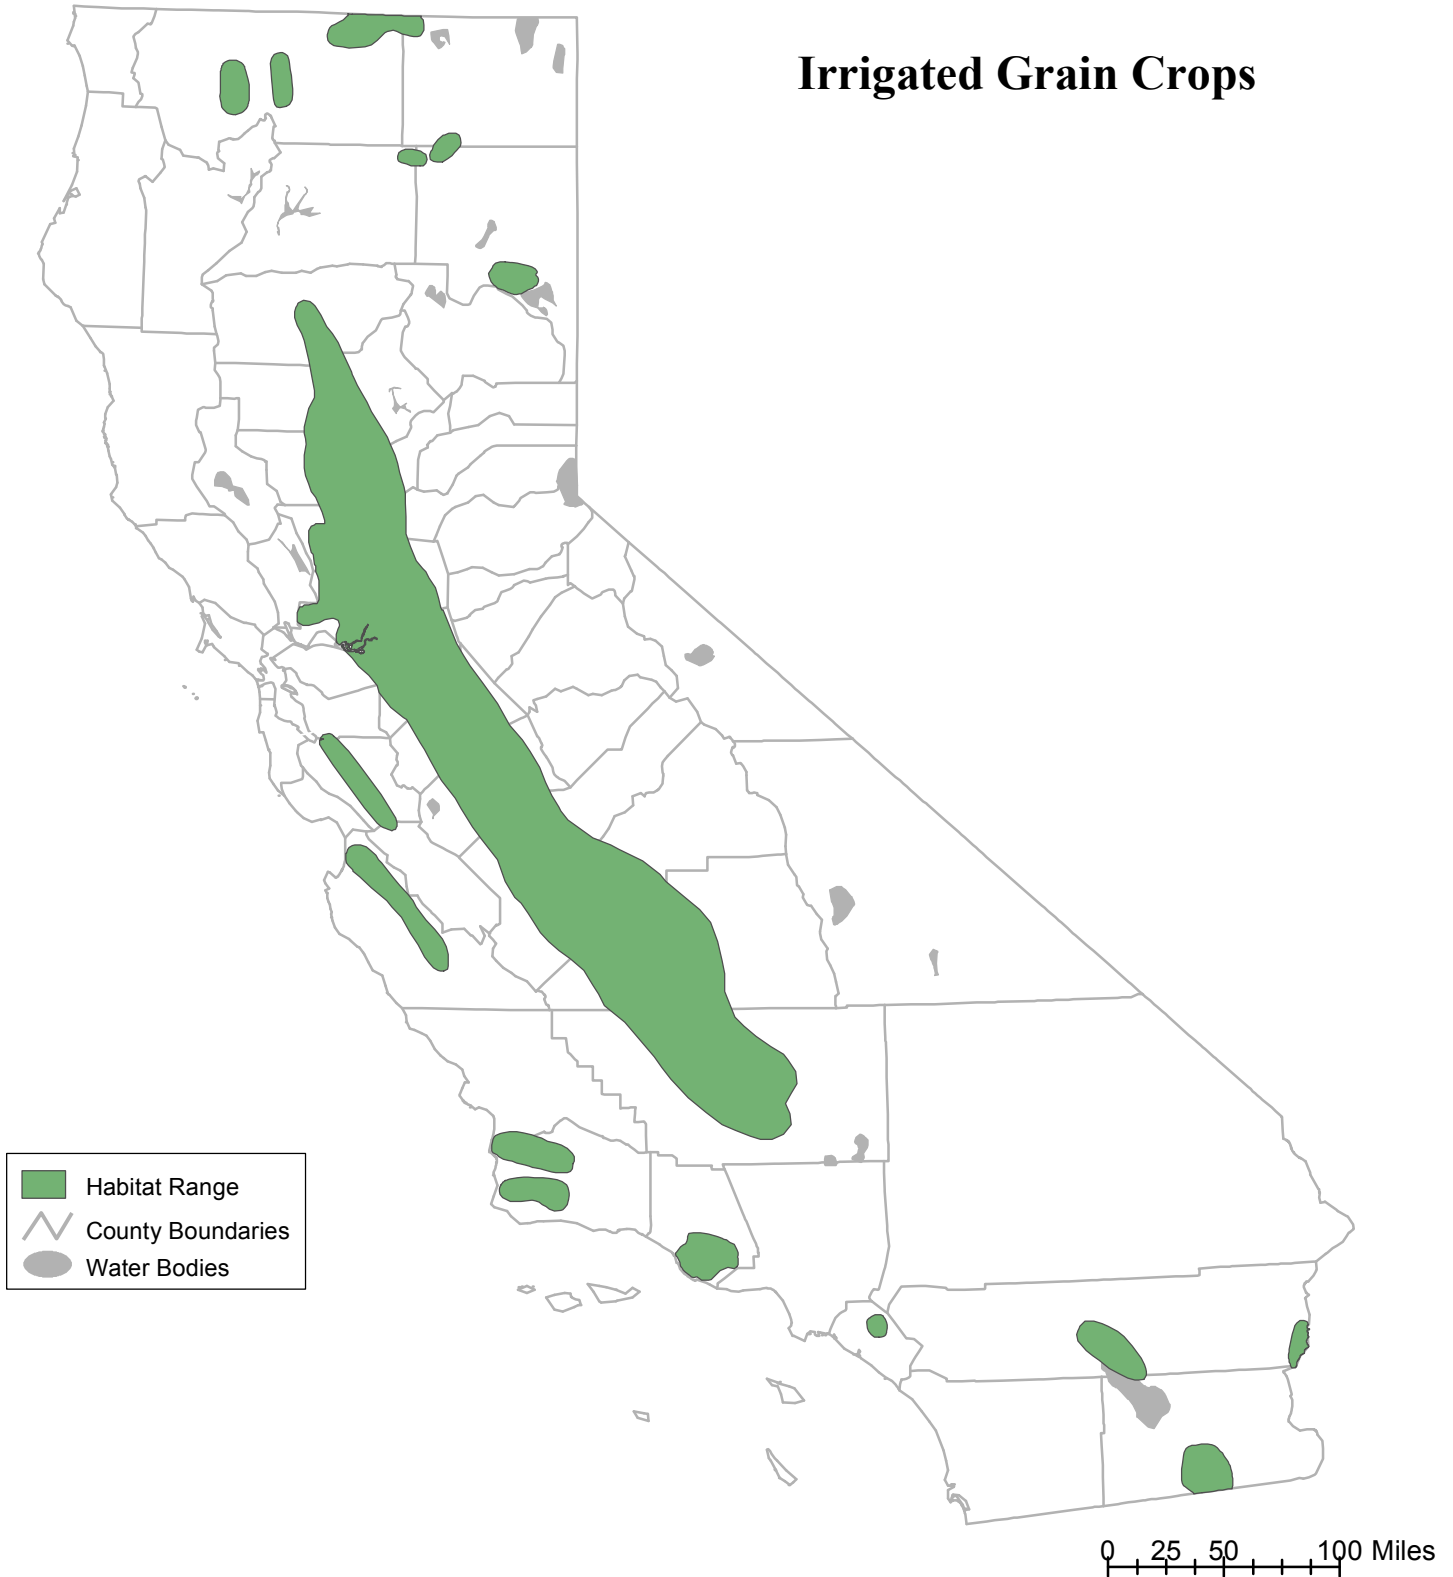 Irrigated Grain Crops
Habitat Range
County Boundaries
Water Bodies
0 25 50 100 Miles